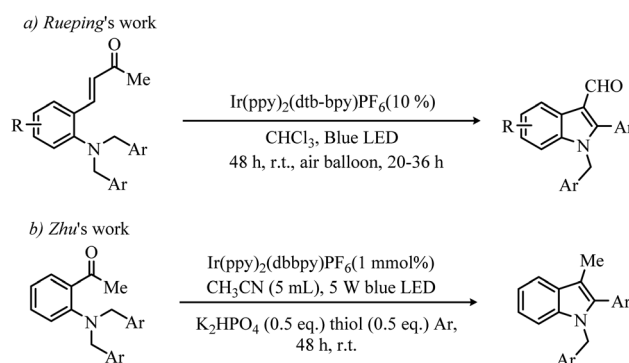 a) Rueping's work
O
Me
R
N
Ar
Ar
Ir(ppy)2(dtb-bpy)PF6(10 %)
CHCl3, Blue LED
48 h, r.t., air balloon, 20-36 h
CHO
R
Ar
N
Ar
b) Zhu's work
O
Me
N
Ar
Ar
Ir(ppy)2(dbbpy)PF6(1 mmol%)
CH3CN (5 mL), 5 W blue LED
K2HPO4 (0.5 eq.) thiol (0.5 eq.) Ar,
48 h, r.t.
Me
Ar
N
Ar